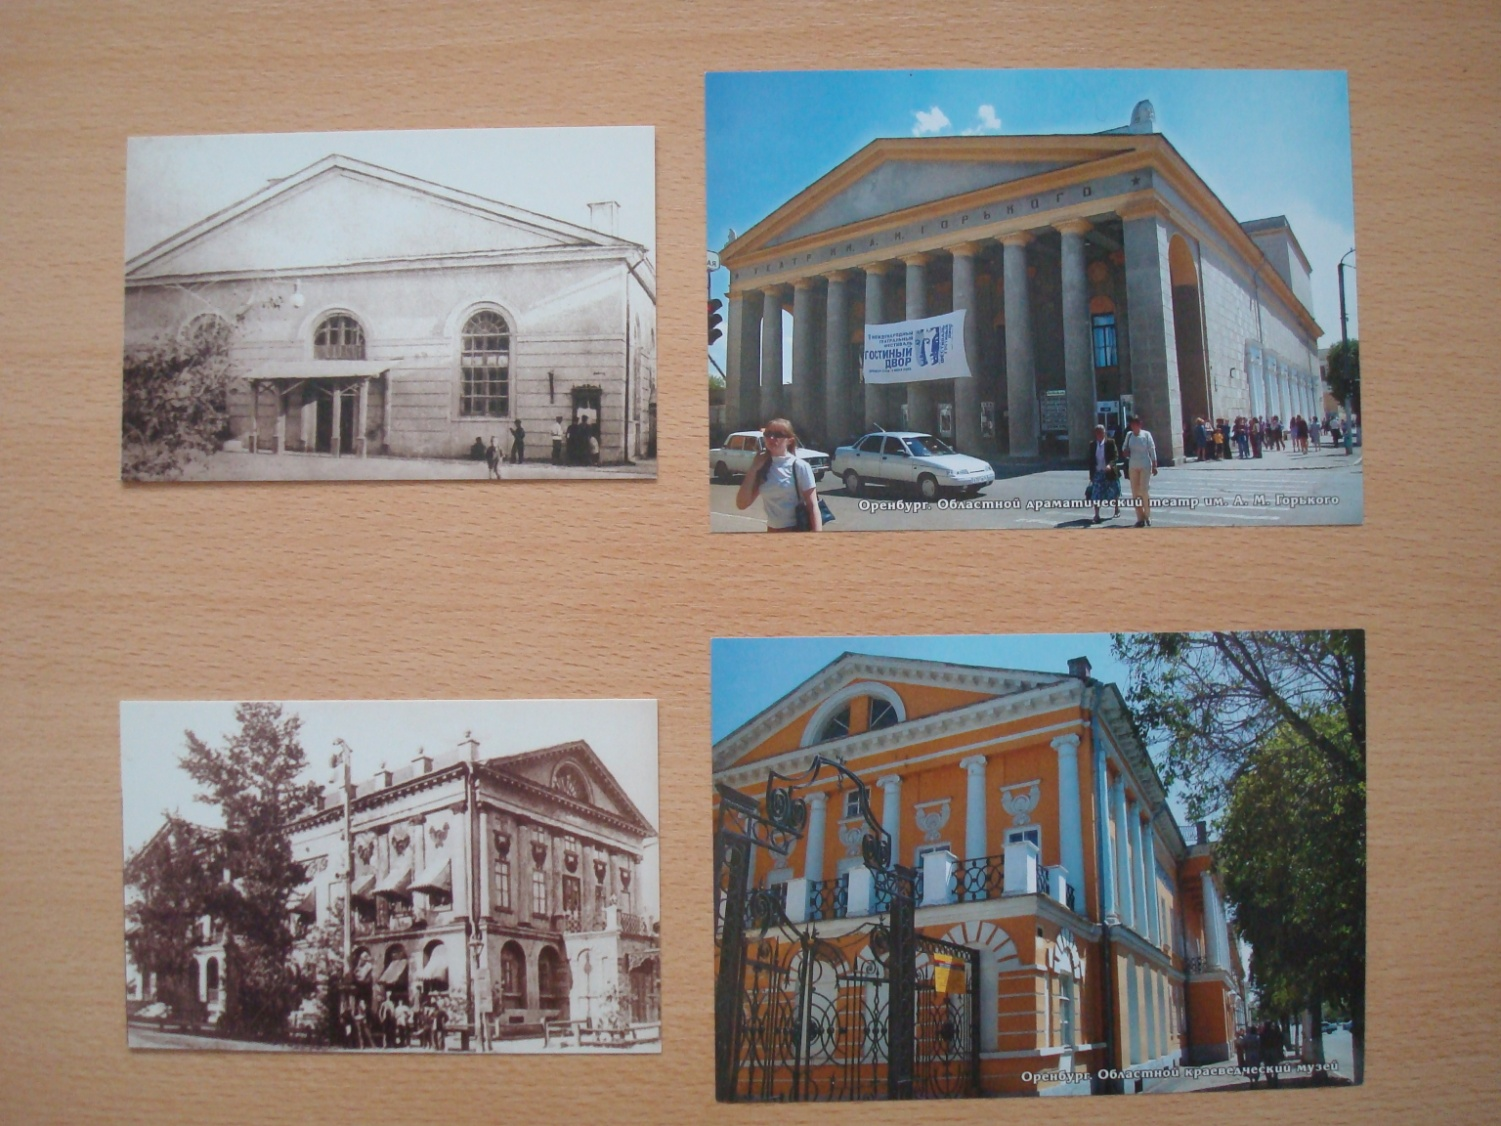 ТЕАТР ИМ. А. М. ГОРЬКОГО
ГОСТИНЫЙ
ДВОР
Оренбург. Областной драматический театр им. А. М. Горького
Оренбург. Областной краеведческий музей